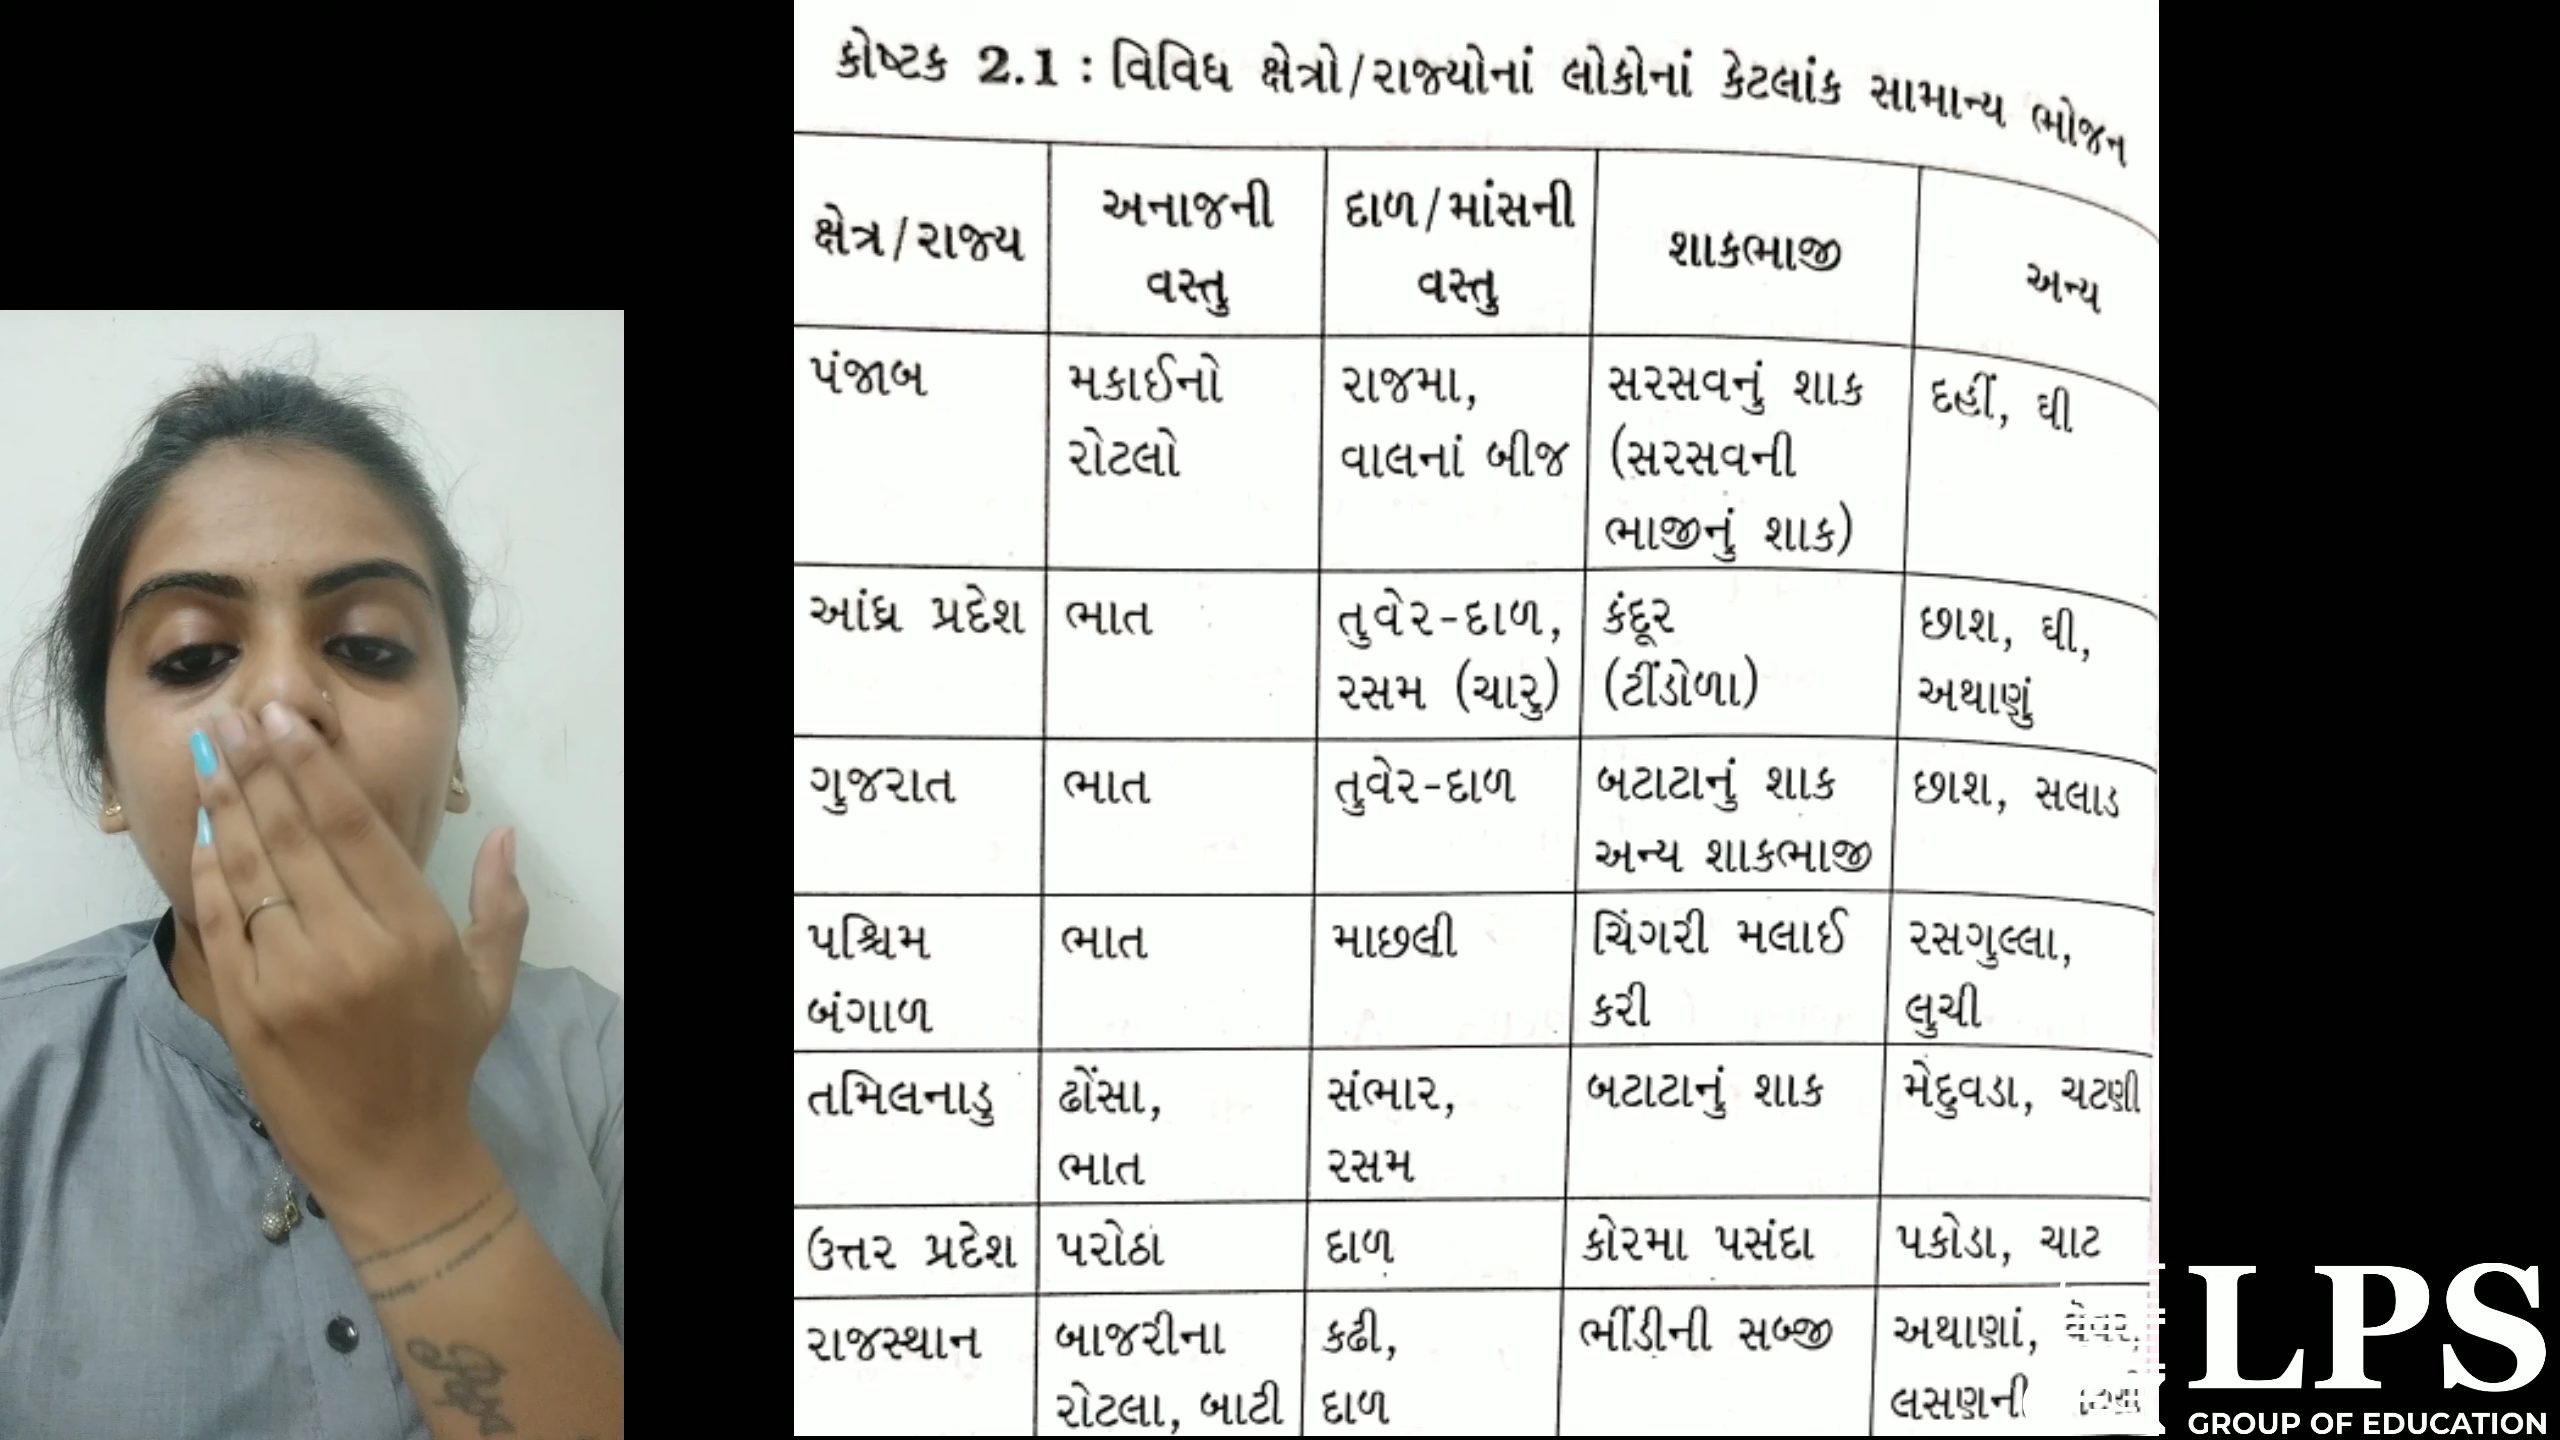 કોષ્ટક 2.1 : વિવિધ ક્ષેત્રો/રાજ્યોનાં લોકોનાં કેટલાંક સામાન્ય ભોજન
ક્ષેત્ર/રાજ્ય
અનાજની
વસ્તુ
દાળ/માંસની
વસ્તુ
શાકભાજી
અન્ય
પંજાબ
મકાઈનો
રોટલો
રાજમા,
વાલનાં બીજ
સરસવનું શાક
(સરસવની
ભાજીનું શાક)
દહીં, ઘી
આંધ્ર પ્રદેશ
ભાત
તુવેર-દાળ,
રસમ (ચારુ)
કંદૂર
(ટીંડોળા)
છાશ, ઘી,
અથાણું
ગુજરાત
ભાત
તુવેર-દાળ
બટાટાનું શાક
અન્ય શાકભાજી
છાશ, સલાડ
પશ્ચિમ
બંગાળ
ભાત
માછલી
ચિંગરી મલાઈ
કરી
રસગુલ્લા,
લુચી
તમિલનાડુ
ઢોંસા,
ભાત
સંભાર,
રસમ
બટાટાનું શાક
મેદુવડા, ચટણી
ઉત્તર પ્રદેશ
પરોઠા
દાળ
કોરમા પસંદા
પકોડા, ચાટ
રાજસ્થાન
બાજરીના
રોટલા, બાટી
કઢી,
દાળ
ભીંડીની સબ્જી
અથાણાં,
લસણની
LPS
GROUP OF EDUCATION